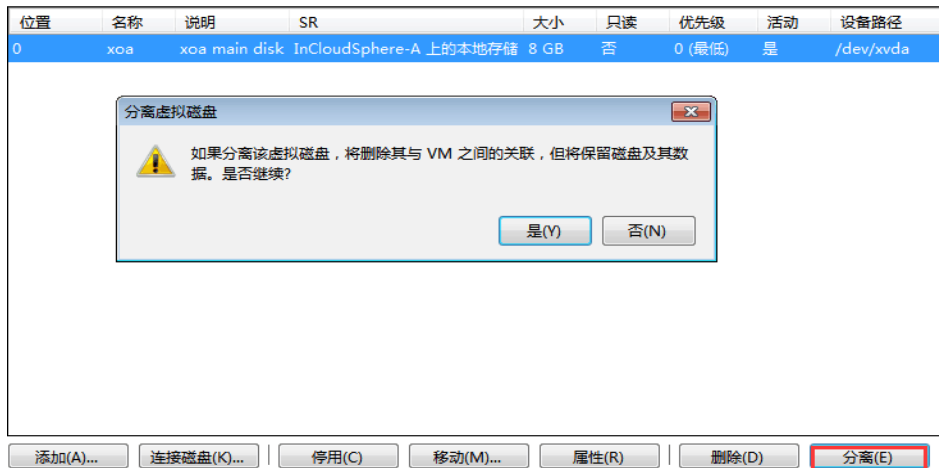 位置 名称 说明 SR 大小 只读 优先级 活动 设备路径
0 xoa xoa main disk InCloudSphere-A 上的本地存储 8 GB 否 0 (最低) 是 /dev/xvda
分离虚拟磁盘
如果分离该虚拟磁盘，将删除其与 VM 之间的关联，但将保留磁盘及其数
据。是否继续?
是(Y) 否(N)
添加(A)... 连接磁盘(K)... 停用(C) 移动(M)... 属性(R) 删除(D) 分离(E)